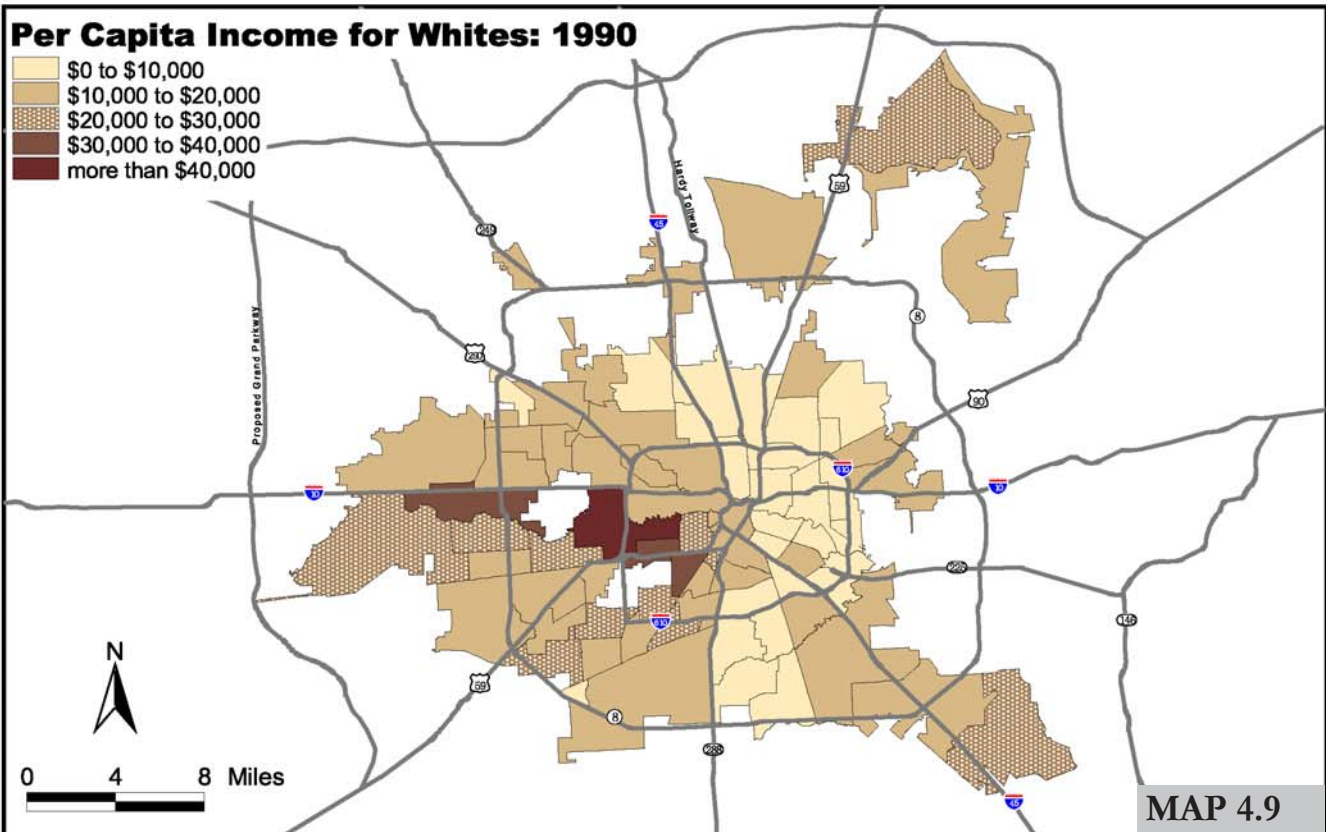 Per Capita Income for Whites: 1990
$0 to $10,000
$10,000 to $20,000
$20,000 to $30,000
$30,000 to $40,000
more than $40,000
Hardy Tollway
59
45
249
Proposed Grand Parkway
8
290
90
610
10
10
225
146
610
N
59
8
288
0 4 8 Miles
45
MAP 4.9